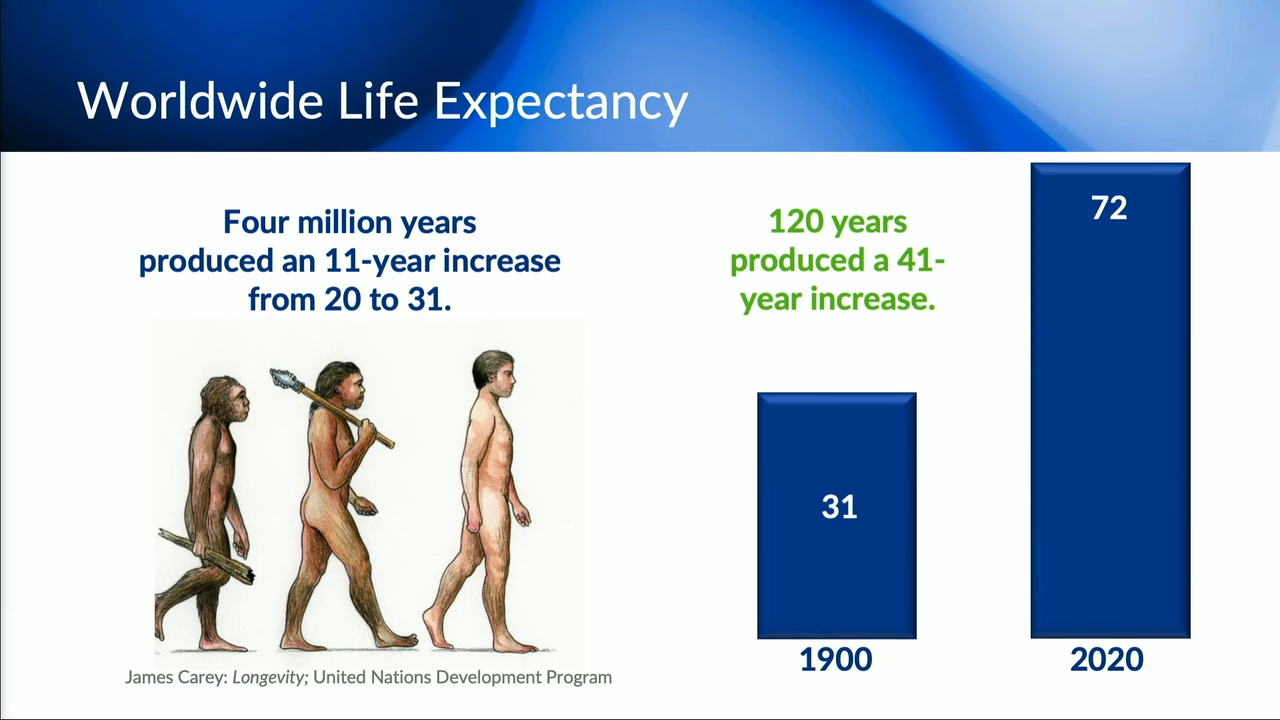 Worldwide Life Expectancy
Four million years
produced an 11-year increase
from 20 to 31.
120 years
produced a 41-
year increase.
72
31
1900
2020
James Carey: Longevity; United Nations Development Program